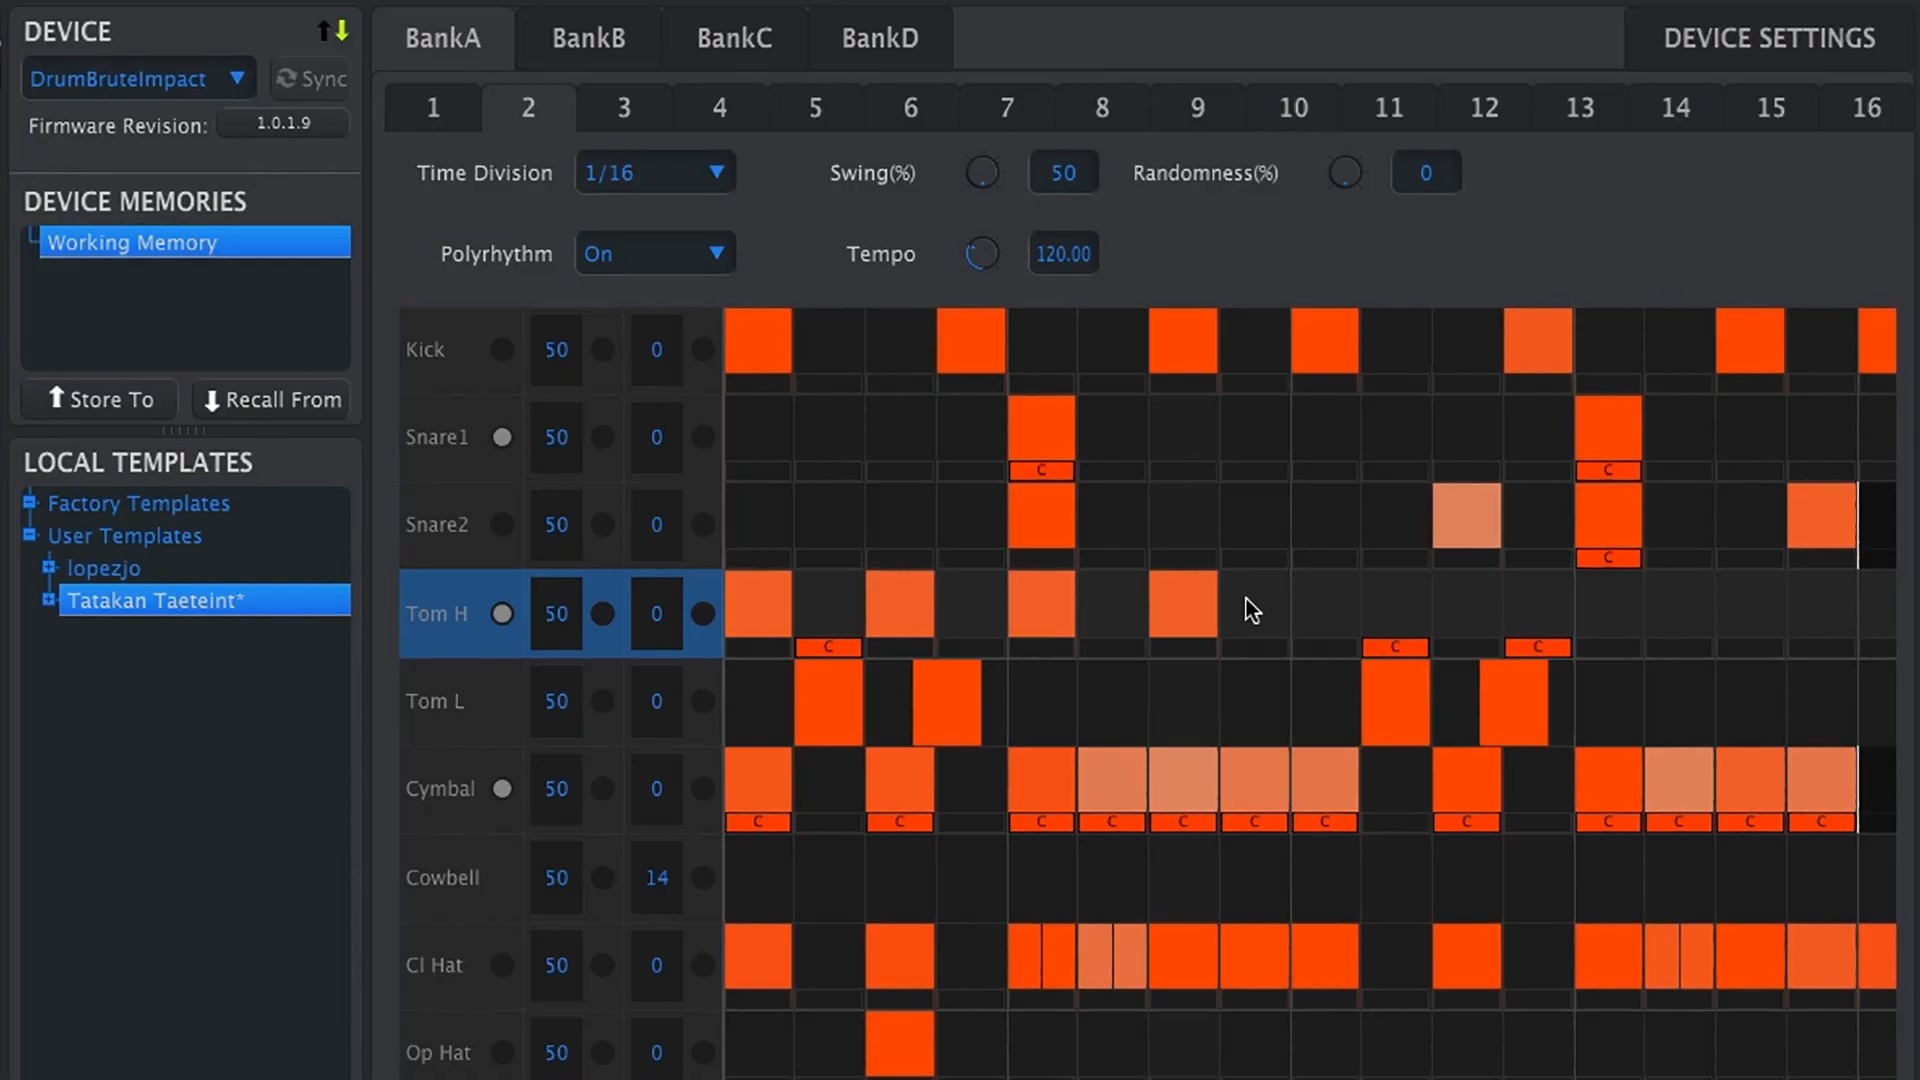 DEVICE
DrumBruteImpact
Sync
Firmware Revision:
1.0.1.9
DEVICE MEMORIES
Working Memory
Store To
Recall From
LOCAL TEMPLATES
Factory Templates
User Templates
lopezjo
Tatakan Taeteint*
BankA
BankB
BankC
BankD
DEVICE SETTINGS
1 2 3 4 5 6 7 8 9 10 11 12 13 14 15 16
Time Division 1/16 Swing(%) 50 Randomness(%) 0
Polyrhythm On Tempo 120.00
Kick 50 0
Snare1 50 0
C C
Snare2 50 0
C
Tom H 50 0
C C C
Tom L 50 0
Cymbal 50 0
C C C C C C C C C C C C
Cowbell 50 14
Cl Hat 50 0
Op Hat 50 0